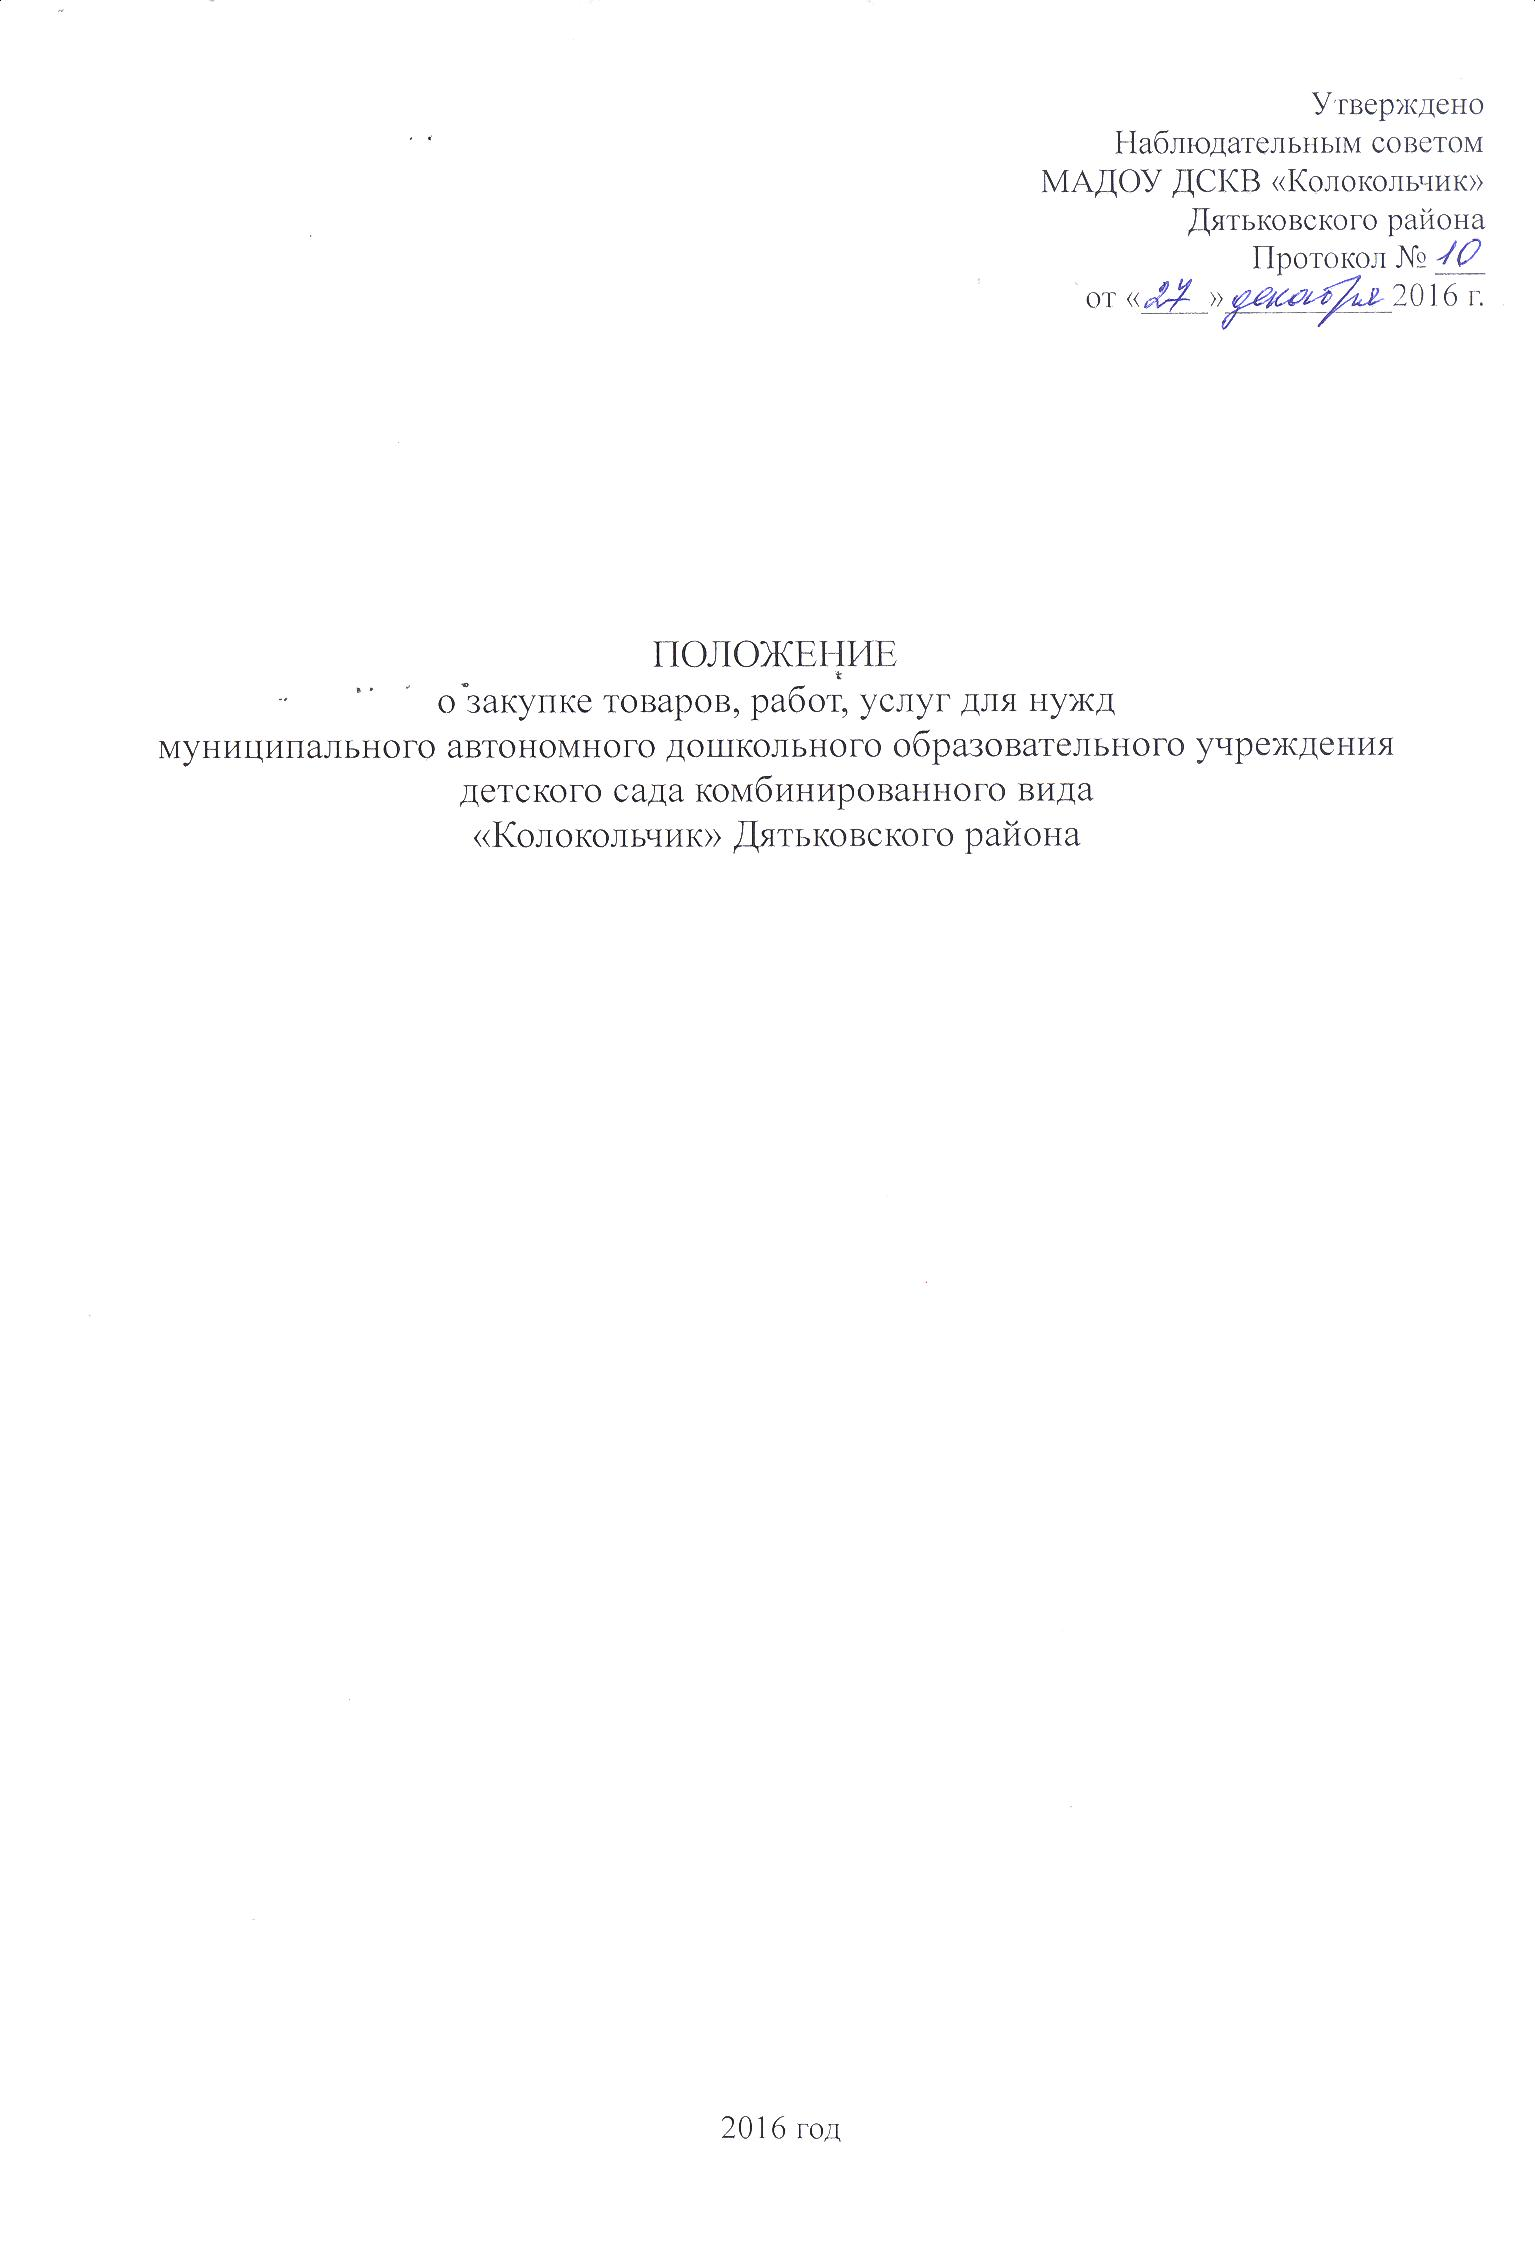 Утверждено
Наблюдательным советом
МАДОУ ДСКВ «Колокольчик»
Дятьковского района
Протокол № 10
от «27» декабря 2016 г.
ПОЛОЖЕНИЕ
о закупке товаров, работ, услуг для нужд
муниципального автономного дошкольного образовательного учреждения
детского сада комбинированного вида
«Колокольчик» Дятьковского района
2016 год